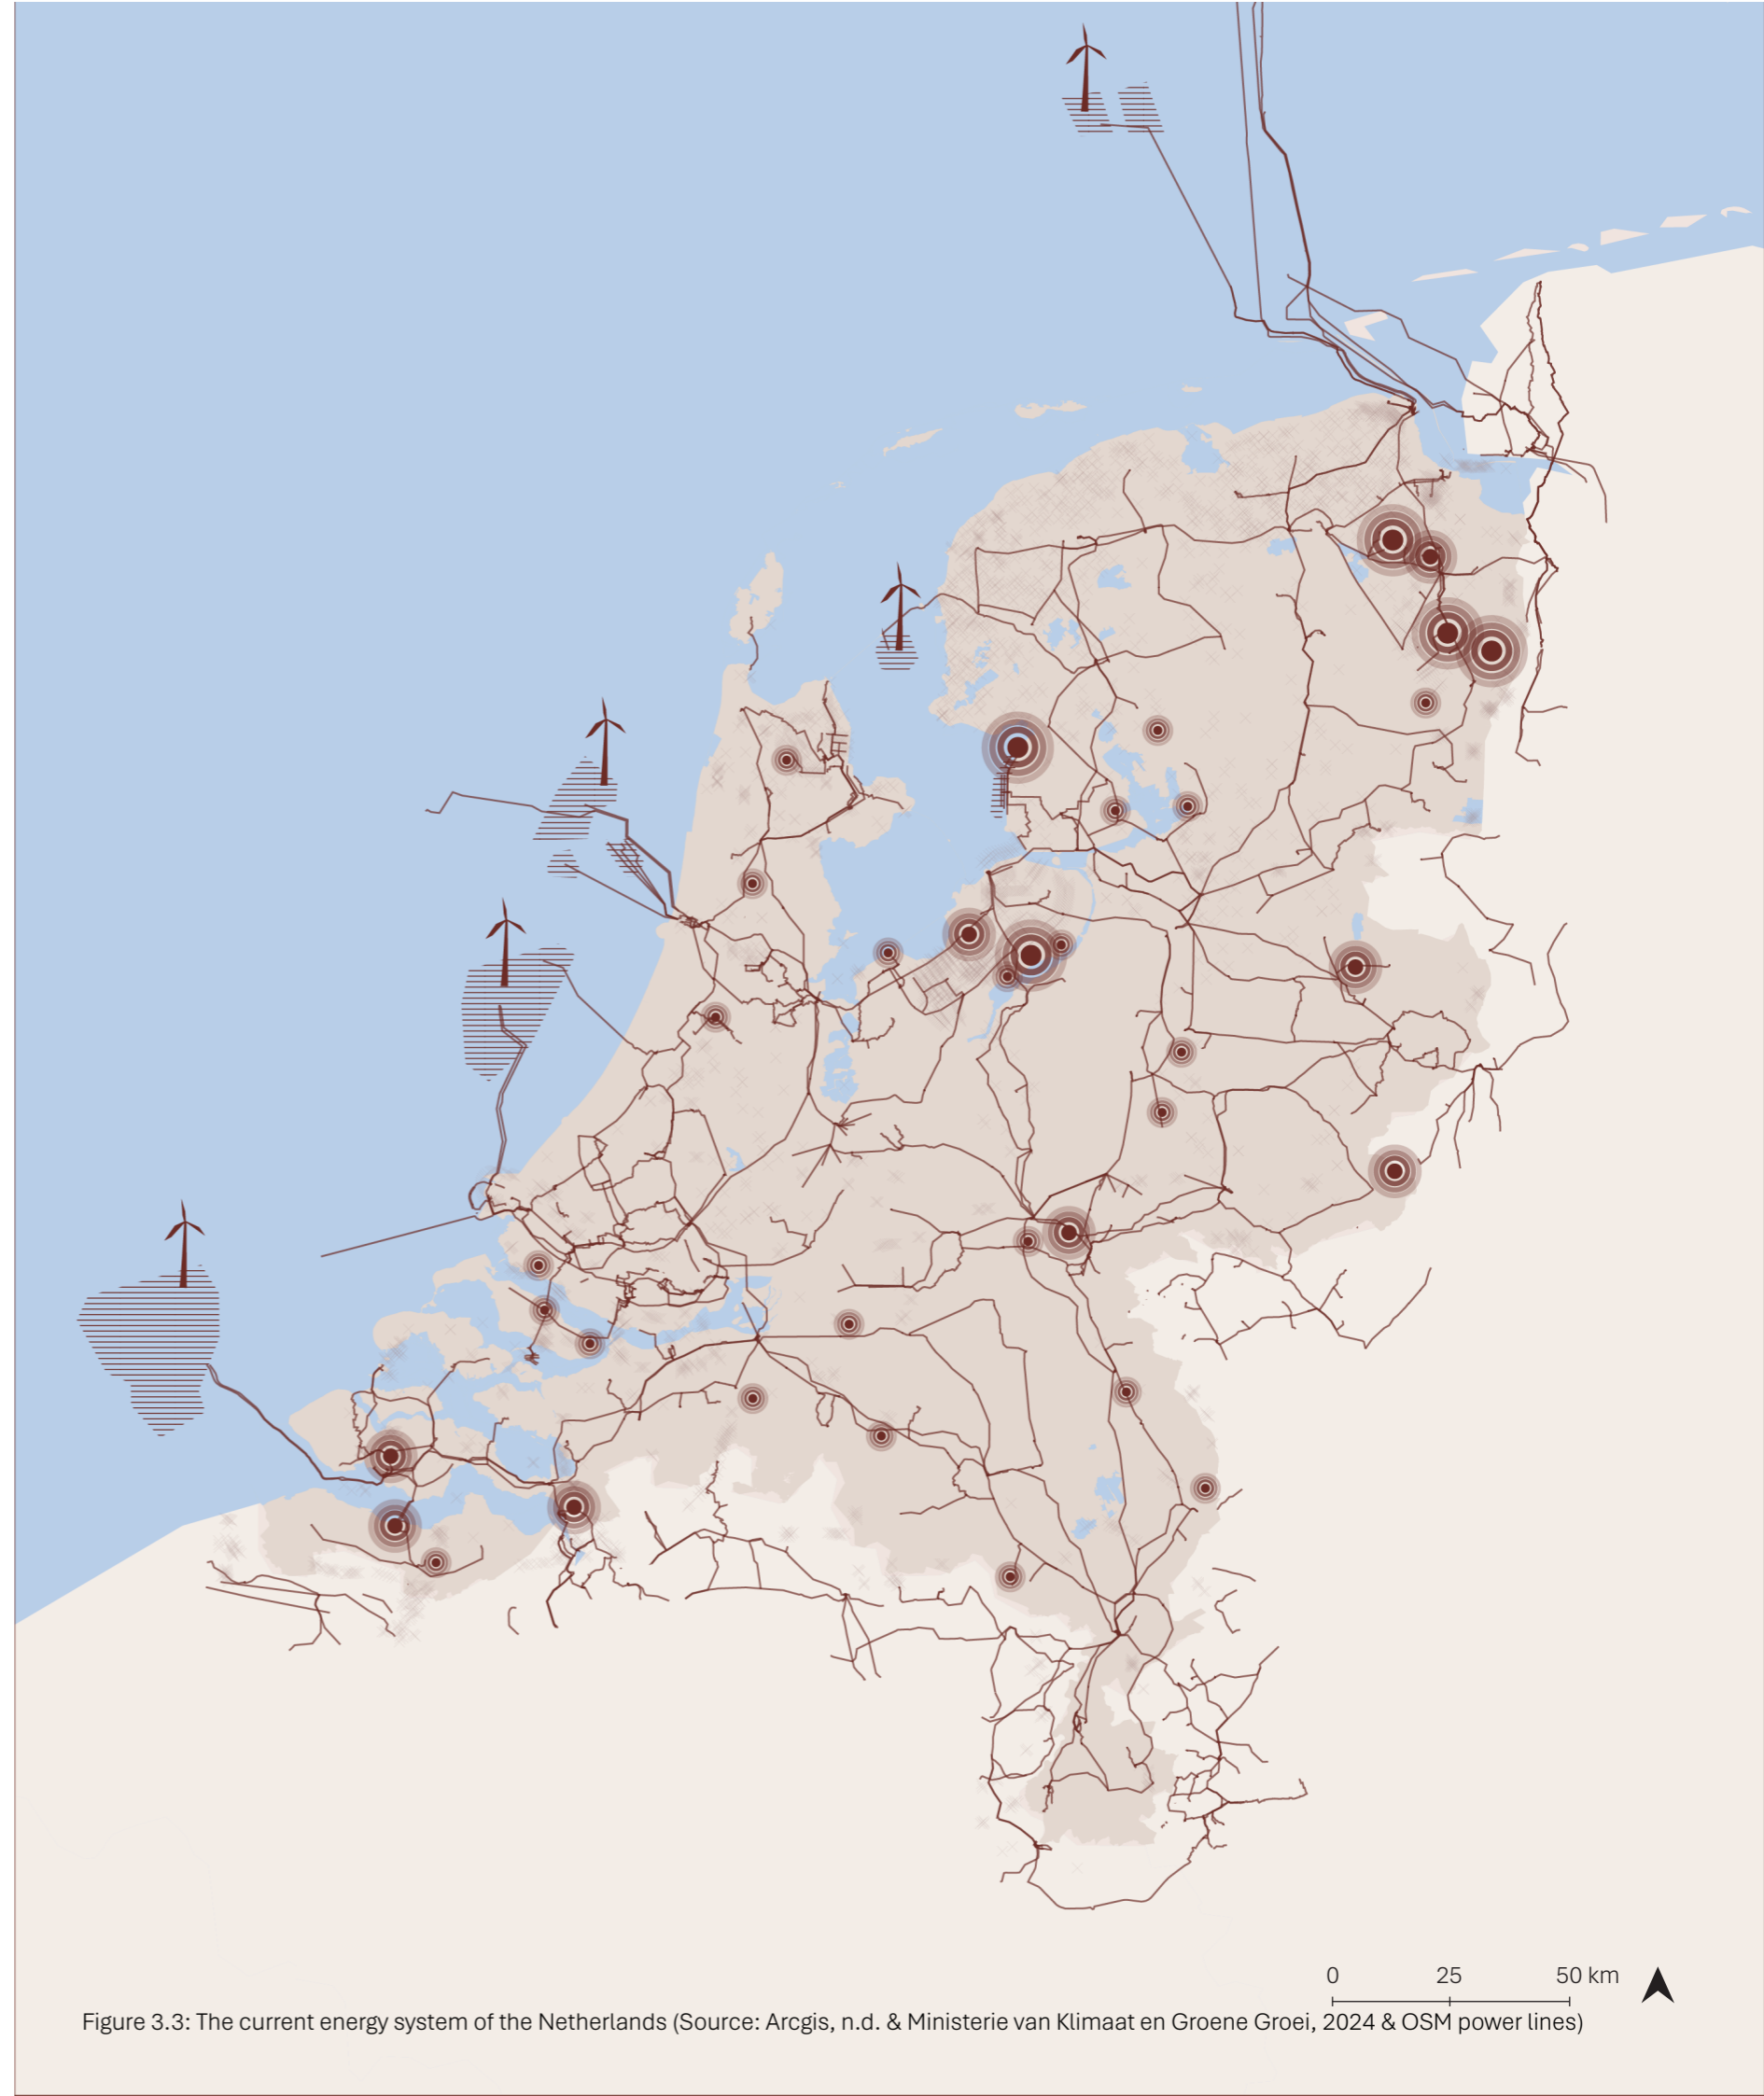 0 25 50 km
Figure 3.3: The current energy system of the Netherlands (Source: Arcgis, n.d. & Ministerie van Klimaat en Groene Groei, 2024 & OSM power lines)